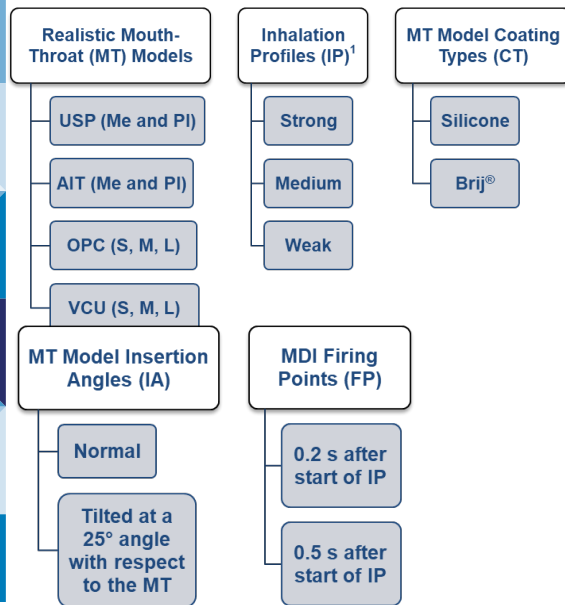 Realistic Mouth-
Throat (MT) Models
USP (Me and Pl)
AIT (Me and Pl)
OPC (S, M, L)
VCU (S, M, L)
Inhalation
Profiles (IP)¹
Strong
Medium
Weak
MT Model Coating
Types (CT)
Silicone
Brij®
MT Model Insertion
Angles (IA)
Normal
Tilted at a
25° angle
with respect
to the MT
MDI Firing
Points (FP)
0.2 s after
start of IP
0.5 s after
start of IP